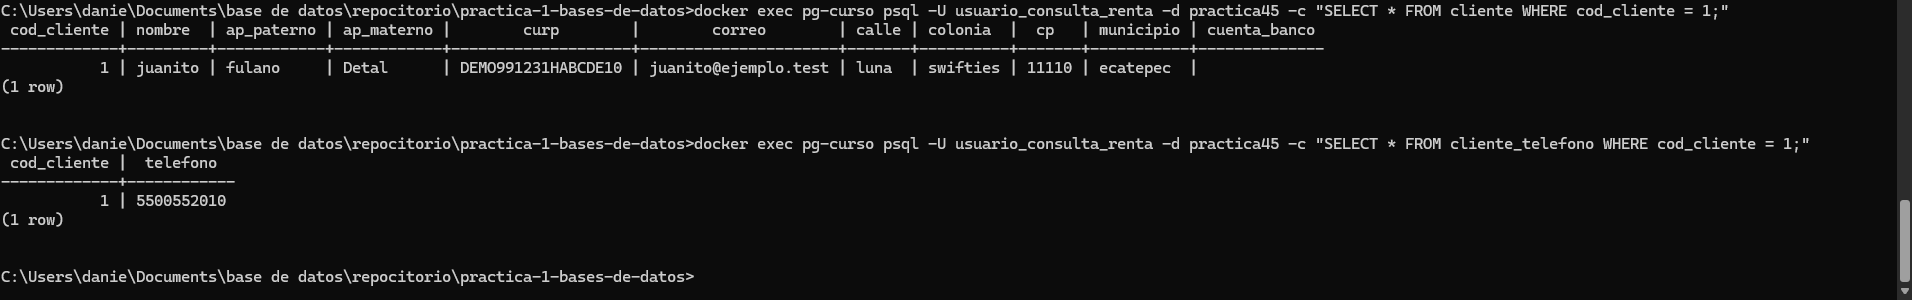 C:\Users\danie\Documents\base de datos\repocitorio\practica-1-bases-de-datos>docker exec pg-curso psql -U usuario_consulta_renta -d practica45 -c "SELECT * FROM cliente WHERE cod_cliente = 1;"
 cod_cliente | nombre  | ap_paterno | ap_materno |        curp        |        correo        | calle | colonia  |  cp   | municipio | cuenta_banco
-------------+---------+------------+------------+--------------------+----------------------+-------+----------+-------+-----------+--------------
           1 | juanito | fulano     | Detal      | DEMO991231HABCDE10 | juanito@ejemplo.test | luna  | swifties | 11110 | ecatepec  |
(1 row)
C:\Users\danie\Documents\base de datos\repocitorio\practica-1-bases-de-datos>docker exec pg-curso psql -U usuario_consulta_renta -d practica45 -c "SELECT * FROM cliente_telefono WHERE cod_cliente = 1;"
 cod_cliente |  telefono
-------------+------------
           1 | 5500552010
(1 row)
C:\Users\danie\Documents\base de datos\repocitorio\practica-1-bases-de-datos>